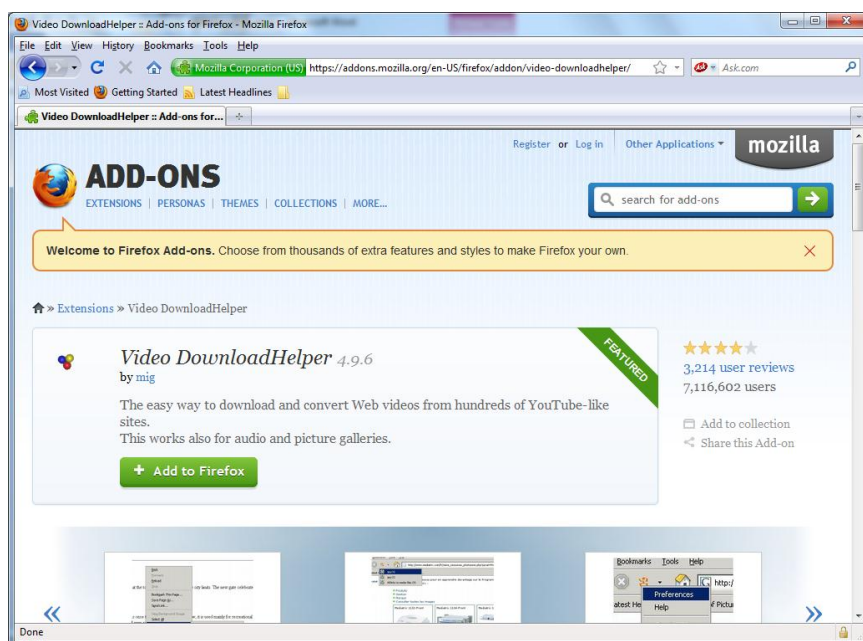 Video DownloadHelper :: Add-ons for Firefox - Mozilla Firefox
File Edit View History Bookmarks Tools Help
Mozilla Corporation (US) https://addons.mozilla.org/en-US/firefox/addon/video-downloadhelper/ Ask.com
Most Visited Getting Started Latest Headlines
Video DownloadHelper :: Add-ons for...
Register or Log in Other Applications mozilla
ADD-ONS
EXTENSIONS | PERSONAS | THEMES | COLLECTIONS | MORE...
search for add-ons
Welcome to Firefox Add-ons. Choose from thousands of extra features and styles to make Firefox your own.
» Extensions » Video DownloadHelper
Video DownloadHelper 4.9.6
by mig
FEATURED
The easy way to download and convert Web videos from hundreds of YouTube-like
sites.
This works also for audio and picture galleries.
+ Add to Firefox
3,214 user reviews
7,116,602 users
Add to collection
Share this Add-on
Bookmarks Tools Help
http:/
Preferences
Help
Done